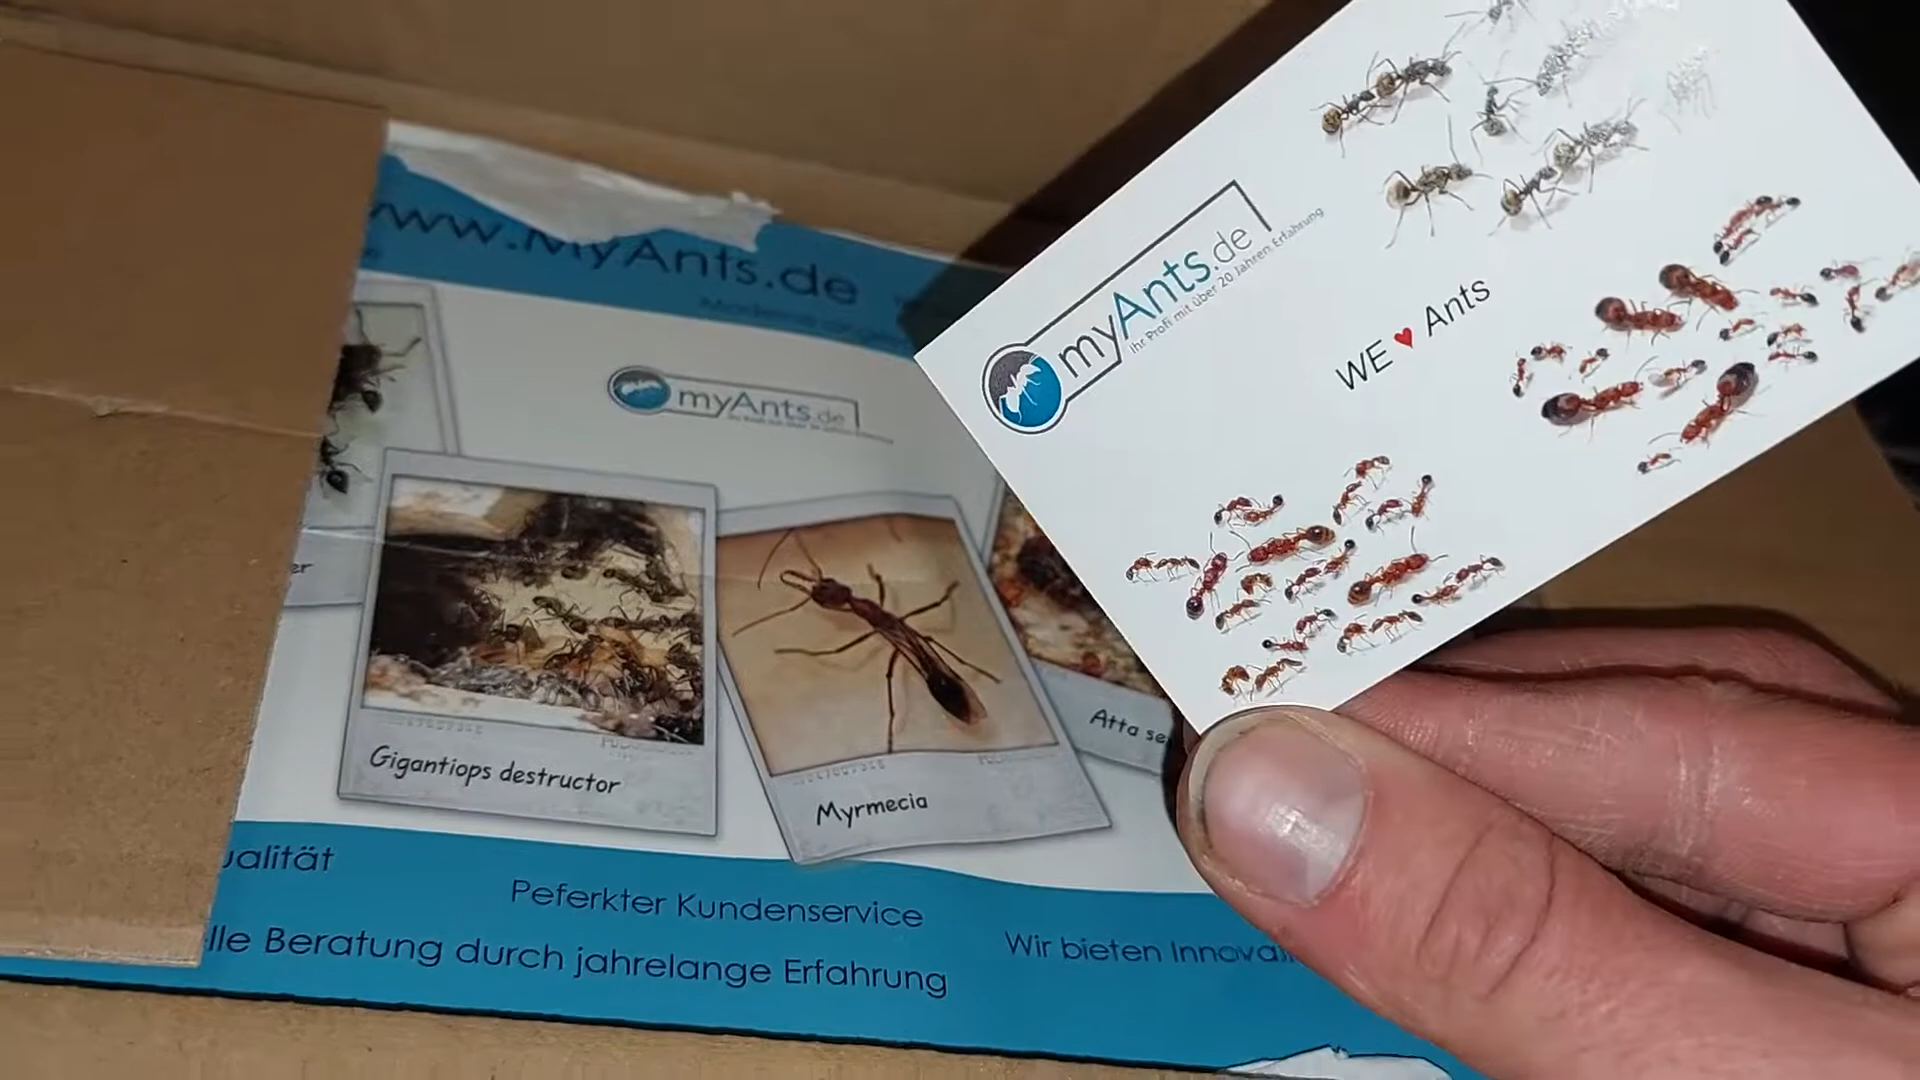 www.MyAnts.de
myAnts.de
Gigantiops destructor
Myrmecia
Atta se
ualität
Peferkter Kundenservice
lle Beratung durch jahrelange Erfahrung
Wir bieten Innova
myAnts.de
Ihr Profi mit über 20 Jahren Erfahrung
WE ♥ Ants